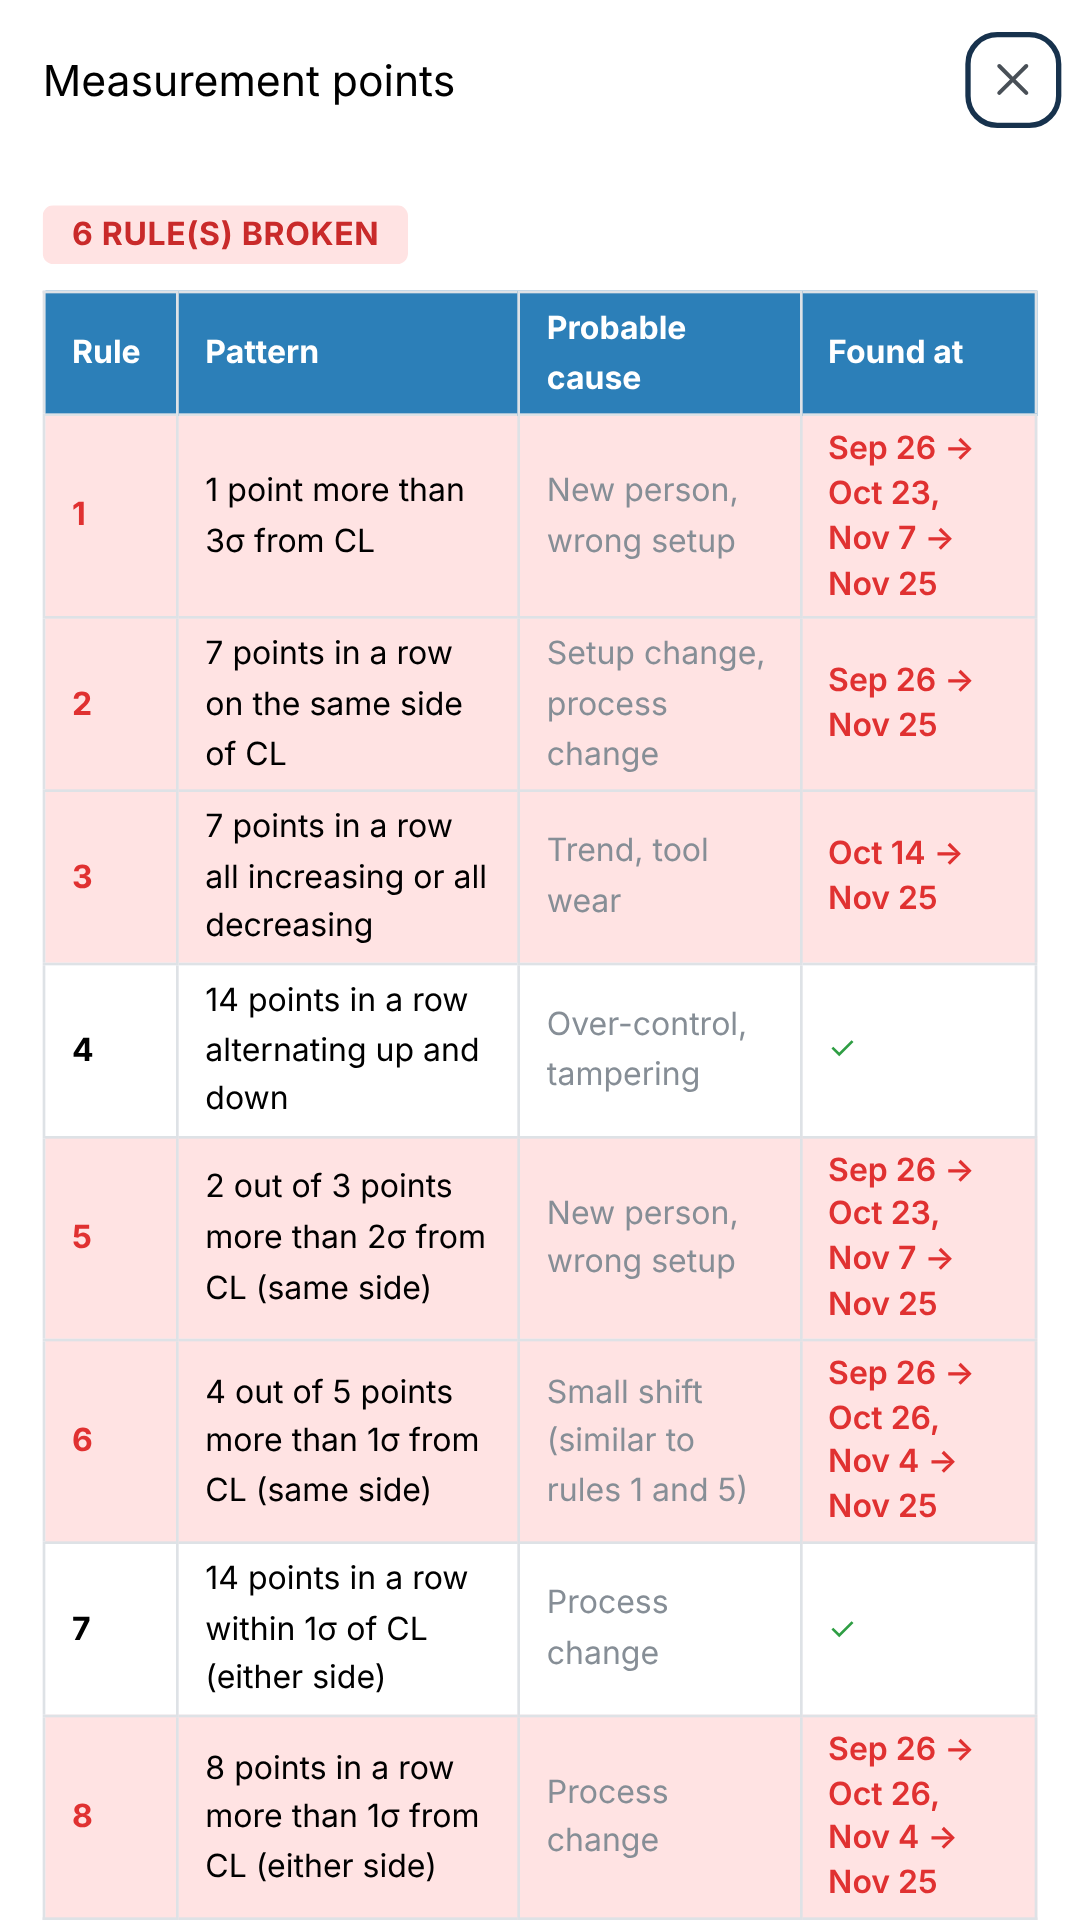 Measurement points
6 RULE(S) BROKEN
Rule
Pattern
Probable
cause
Found at
1
1 point more than
3σ from CL
New person,
wrong setup
Sep 26 →
Oct 23,
Nov 7 →
Nov 25
2
7 points in a row
on the same side
of CL
Setup change,
process
change
Sep 26 →
Nov 25
3
7 points in a row
all increasing or all
decreasing
Trend, tool
wear
Oct 14 →
Nov 25
4
14 points in a row
alternating up and
down
Over-control,
tampering
✓
5
2 out of 3 points
more than 2σ from
CL (same side)
New person,
wrong setup
Sep 26 →
Oct 23,
Nov 7 →
Nov 25
6
4 out of 5 points
more than 1σ from
CL (same side)
Small shift
(similar to
rules 1 and 5)
Sep 26 →
Oct 26,
Nov 4 →
Nov 25
7
14 points in a row
within 1σ of CL
(either side)
Process
change
✓
8
8 points in a row
more than 1σ from
CL (either side)
Process
change
Sep 26 →
Oct 26,
Nov 4 →
Nov 25